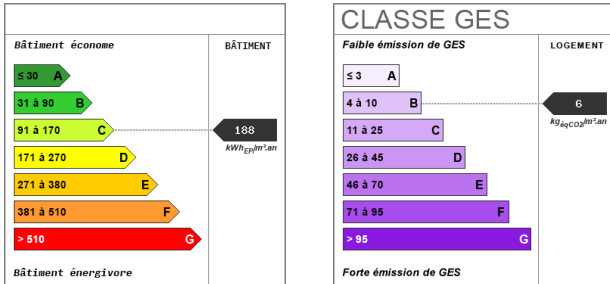 Bâtiment économe
BÂTIMENT
≤ 30 A
31 à 90 B
91 à 170 C
188
kWhEP/m².an
171 à 270 D
271 à 380 E
381 à 510 F
> 510 G
Bâtiment énergivore
CLASSE GES
Faible émission de GES
LOGEMENT
≤ 3 A
4 à 10 B
6
kgéqCO2/m².an
11 à 25 C
26 à 45 D
46 à 70 E
71 à 95 F
> 95 G
Forte émission de GES